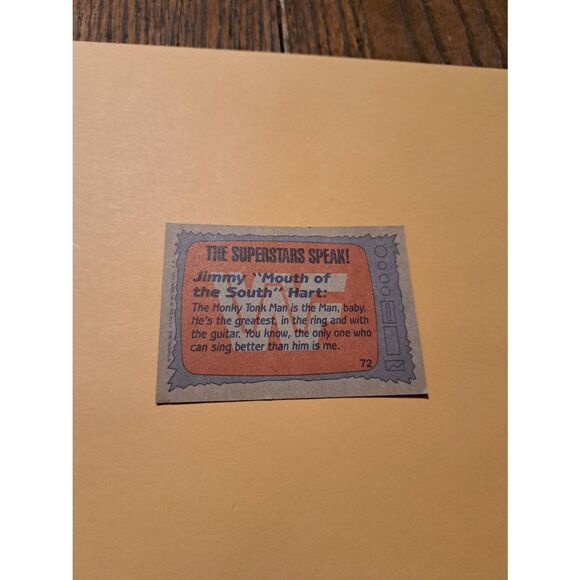 THE SUPERSTARS SPEAK!
Jimmy "Mouth of
the South" Hart:
The Honky Tonk Man is the Man, baby.
He's the greatest, in the ring and with
the guitar. You know, the only one who
can sing better than him is me.
72